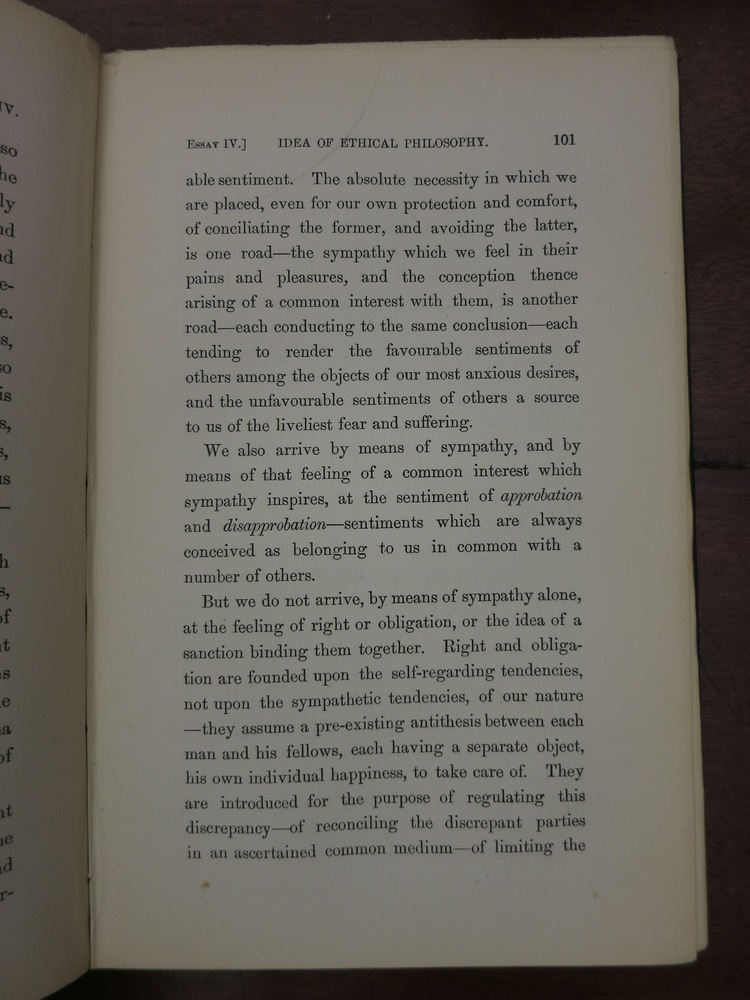 ESSAY IV.] IDEA OF ETHICAL PHILOSOPHY. 101
able sentiment. The absolute necessity in which we
are placed, even for our own protection and comfort,
of conciliating the former, and avoiding the latter,
is one road—the sympathy which we feel in their
pains and pleasures, and the conception thence
arising of a common interest with them, is another
road—each conducting to the same conclusion—each
tending to render the favourable sentiments of
others among the objects of our most anxious desires,
and the unfavourable sentiments of others a source
to us of the liveliest fear and suffering.
We also arrive by means of sympathy, and by
means of that feeling of a common interest which
sympathy inspires, at the sentiment of approbation
and disapprobation—sentiments which are always
conceived as belonging to us in common with a
number of others.
But we do not arrive, by means of sympathy alone,
at the feeling of right or obligation, or the idea of a
sanction binding them together. Right and obliga-
tion are founded upon the self-regarding tendencies,
not upon the sympathetic tendencies, of our nature
—they assume a pre-existing antithesis between each
man and his fellows, each having a separate object,
his own individual happiness, to take care of. They
are introduced for the purpose of regulating this
discrepancy—of reconciling the discrepant parties
in an ascertained common medium—of limiting the